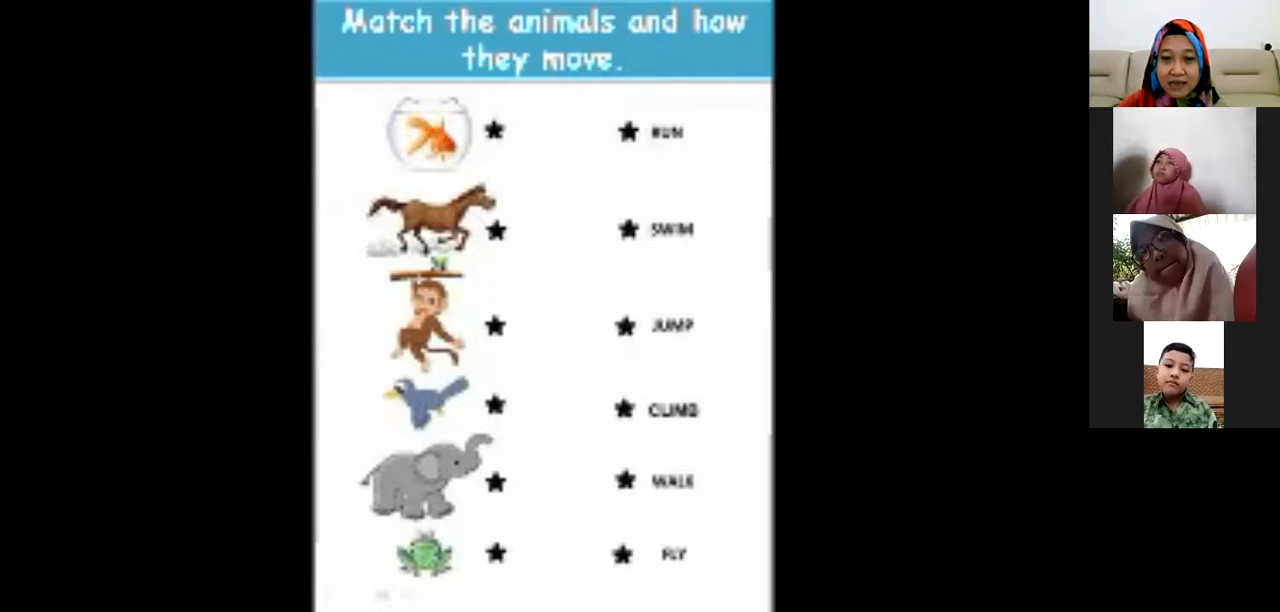 Match the animals and how
they move.
RUN
SWIM
JUMP
CLIMB
WALK
FLY